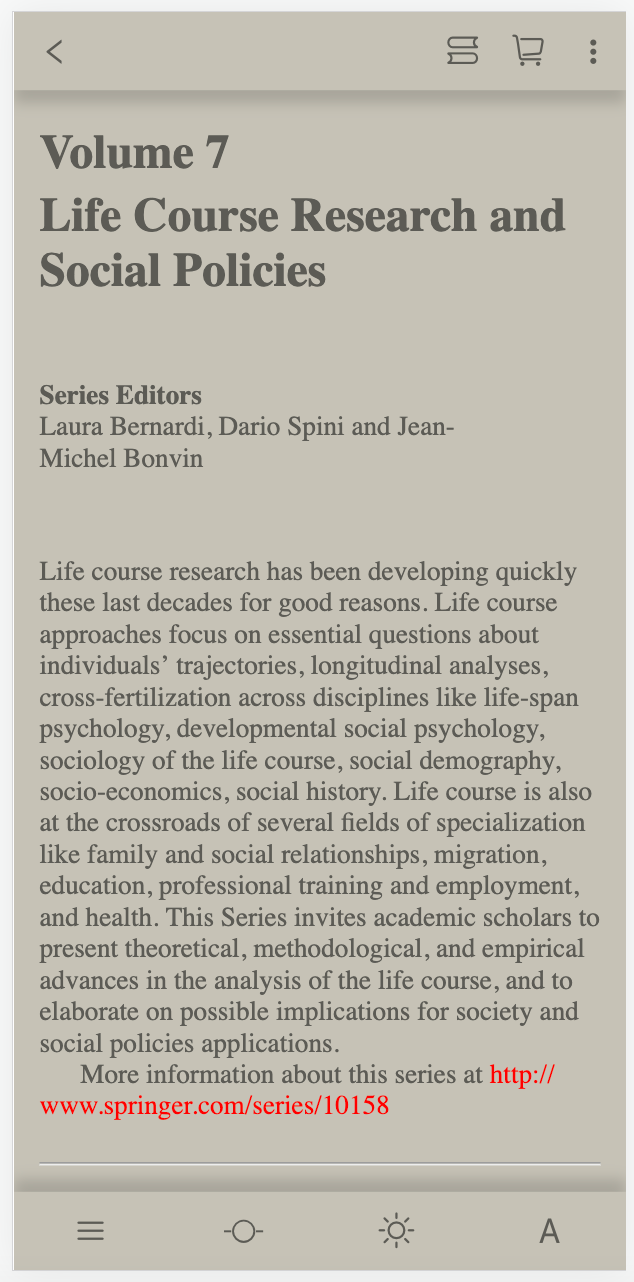 Volume 7
Life Course Research and
Social Policies
Series Editors
Laura Bernardi, Dario Spini and Jean-
Michel Bonvin
Life course research has been developing quickly
these last decades for good reasons. Life course
approaches focus on essential questions about
individuals’ trajectories, longitudinal analyses,
cross-fertilization across disciplines like life-span
psychology, developmental social psychology,
sociology of the life course, social demography,
socio-economics, social history. Life course is also
at the crossroads of several fields of specialization
like family and social relationships, migration,
education, professional training and employment,
and health. This Series invites academic scholars to
present theoretical, methodological, and empirical
advances in the analysis of the life course, and to
elaborate on possible implications for society and
social policies applications.
More information about this series at http://
www.springer.com/series/10158
A